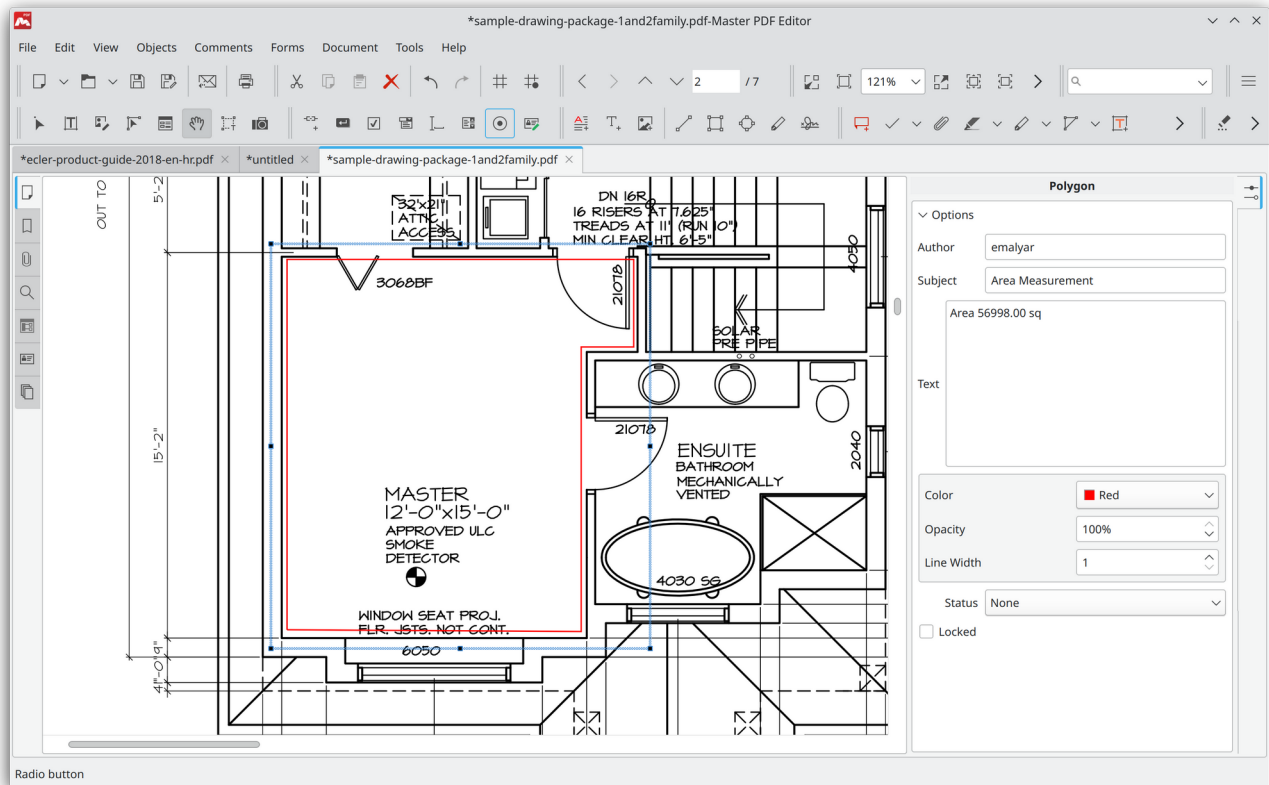 *sample-drawing-package-1and2family.pdf-Master PDF Editor
File Edit View Objects Comments Forms Document Tools Help
2 / 7
121%
*ecler-product-guide-2018-en-hr.pdf
*untitled
*sample-drawing-package-1and2family.pdf
OUT TO
5'-2
32"x21"
ATTIC
ACCESS
DN 16R
16 RISERS AT 7.625"
TREADS AT 11" (RUN 10")
MIN CLEAR HT. 6'-5"
4050
3068BF
21078
SOLAR
PRE PIPE
15'-2"
21078
ENSUITE
BATHROOM
MECHANICALLY
VENTED
2040
MASTER
12'-0"x15'-0"
APPROVED ULC
SMOKE
DETECTOR
4030 SG
WINDOW SEAT PROJ.
FLR. JSTS. NOT CONT.
6050
Polygon
Options
Author emalyar
Subject Area Measurement
Text
Area 56998.00 sq
Color Red
Opacity 100%
Line Width 1
Status None
Locked
Radio button